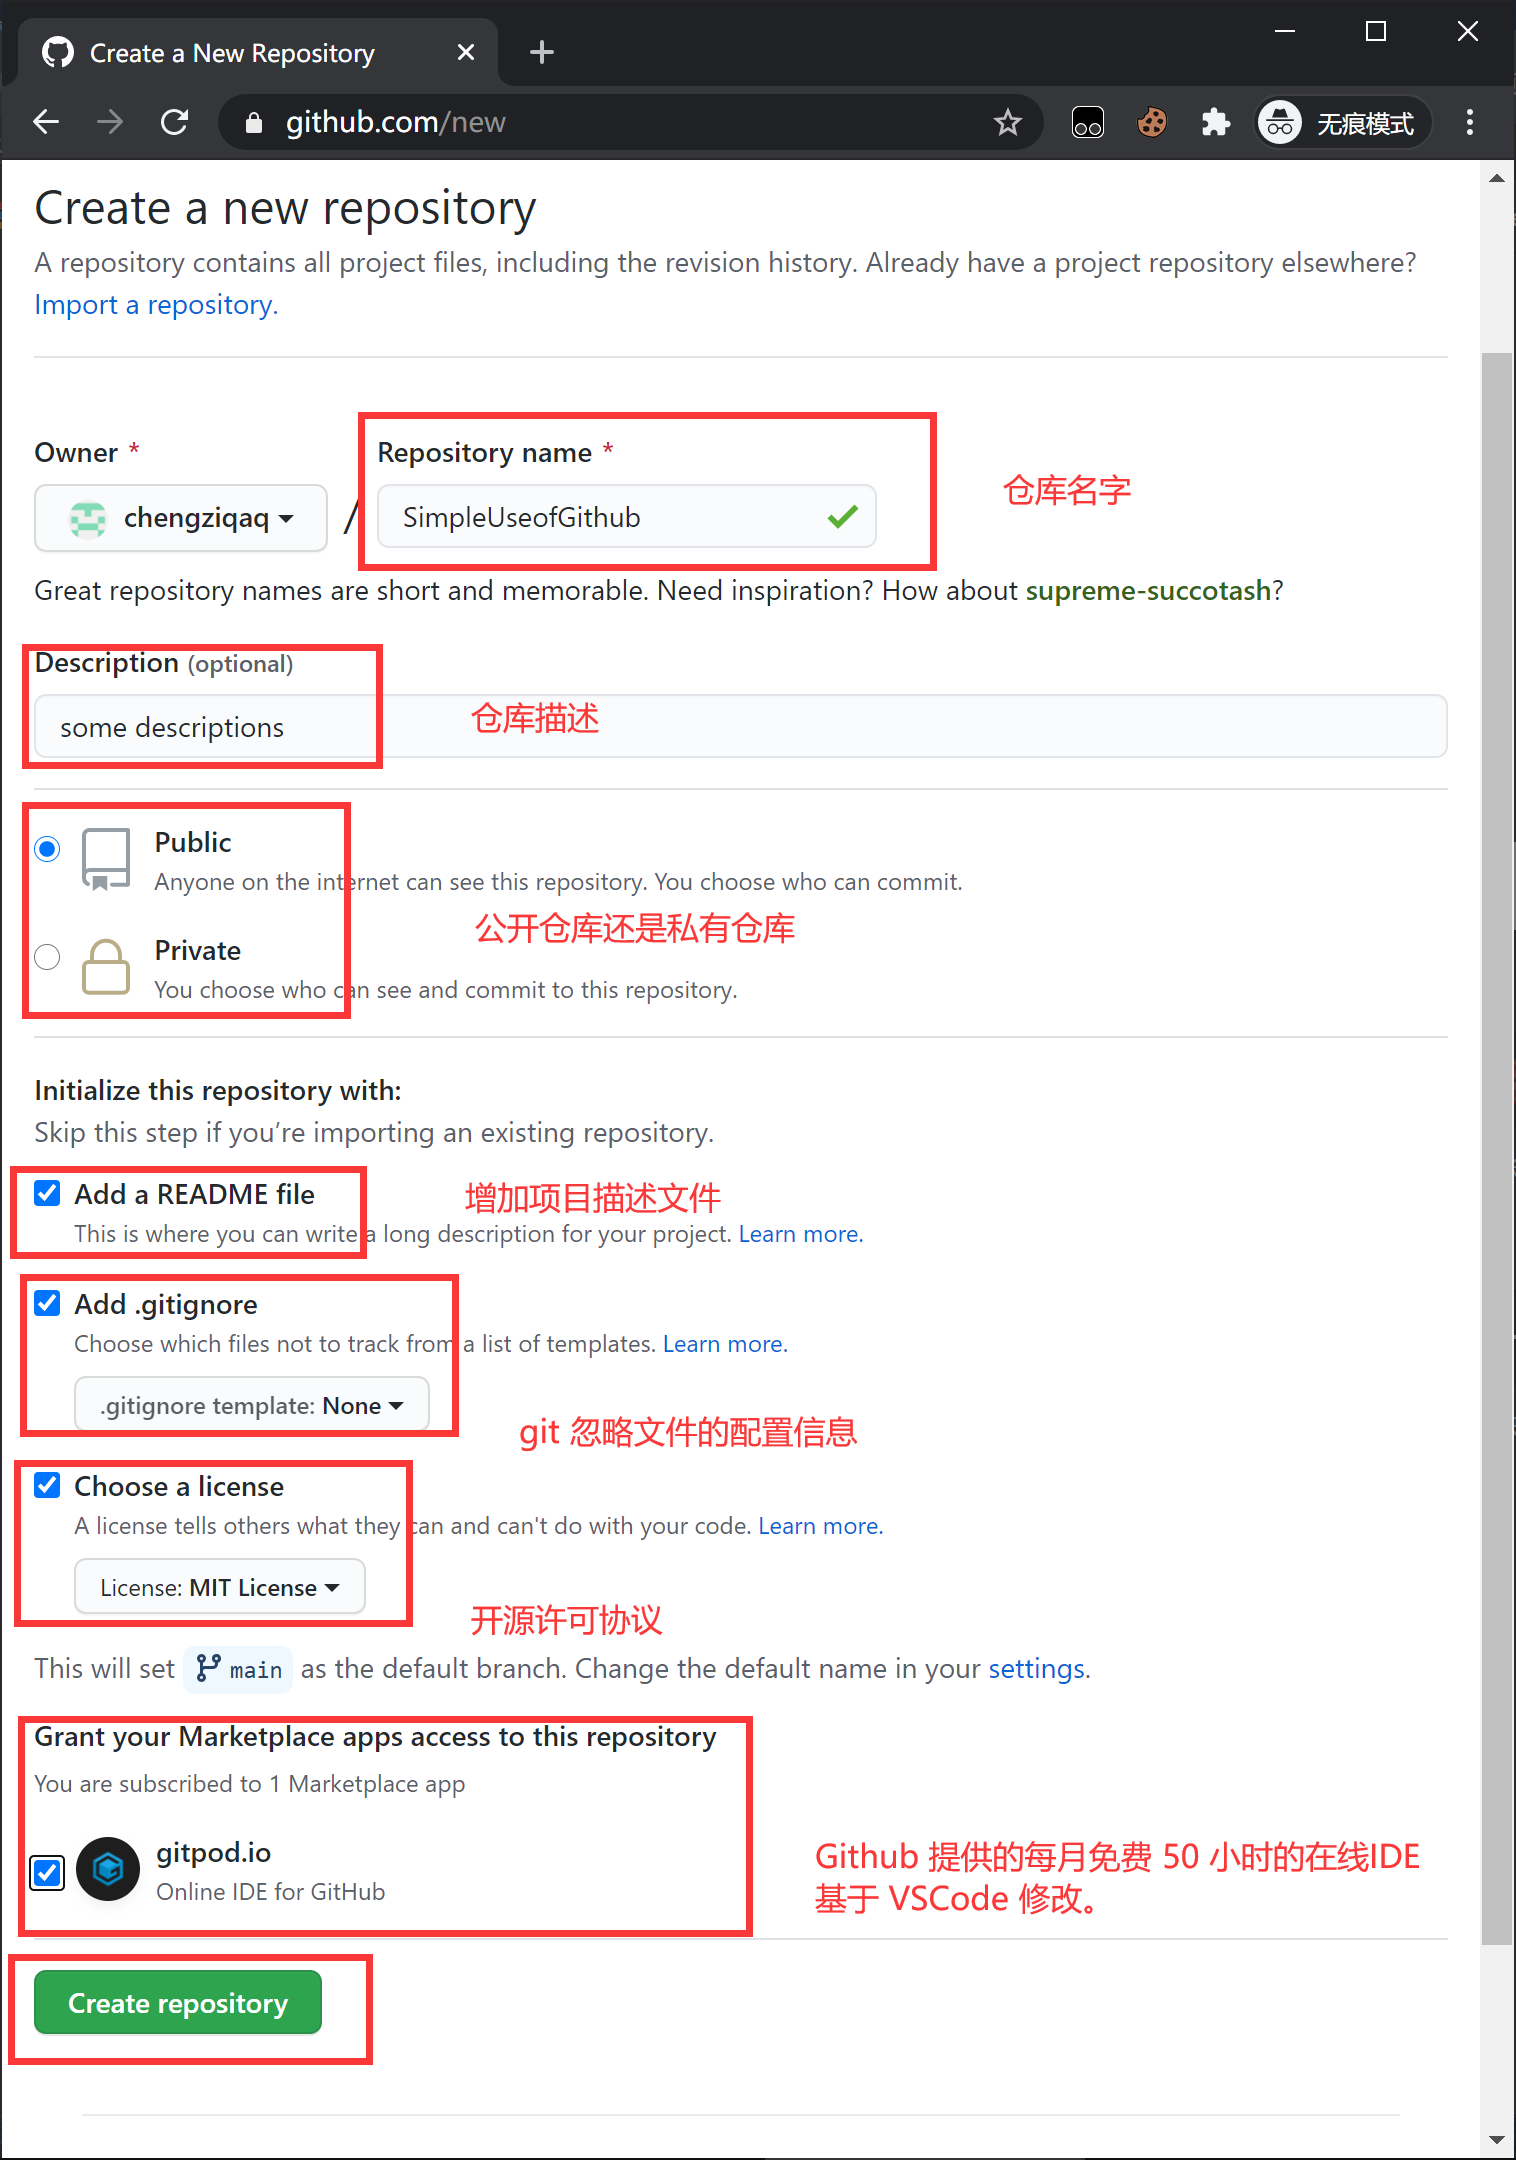 Create a New Repository
github.com/new
无痕模式
Create a new repository
A repository contains all project files, including the revision history. Already have a project repository elsewhere?
Import a repository.
Owner *
Repository name *
chengziqaq
/
SimpleUseofGithub
仓库名字
Great repository names are short and memorable. Need inspiration? How about supreme-succotash?
Description (optional)
some descriptions
仓库描述
Public
Anyone on the internet can see this repository. You choose who can commit.
公开仓库还是私有仓库
Private
You choose who can see and commit to this repository.
Initialize this repository with:
Skip this step if you’re importing an existing repository.
Add a README file
增加项目描述文件
This is where you can write a long description for your project. Learn more.
Add .gitignore
Choose which files not to track from a list of templates. Learn more.
.gitignore template: None
git 忽略文件的配置信息
Choose a license
A license tells others what they can and can't do with your code. Learn more.
License: MIT License
开源许可协议
This will set main as the default branch. Change the default name in your settings.
Grant your Marketplace apps access to this repository
You are subscribed to 1 Marketplace app
gitpod.io
Online IDE for GitHub
Github 提供的每月免费 50 小时的在线IDE
基于 VSCode 修改。
Create repository